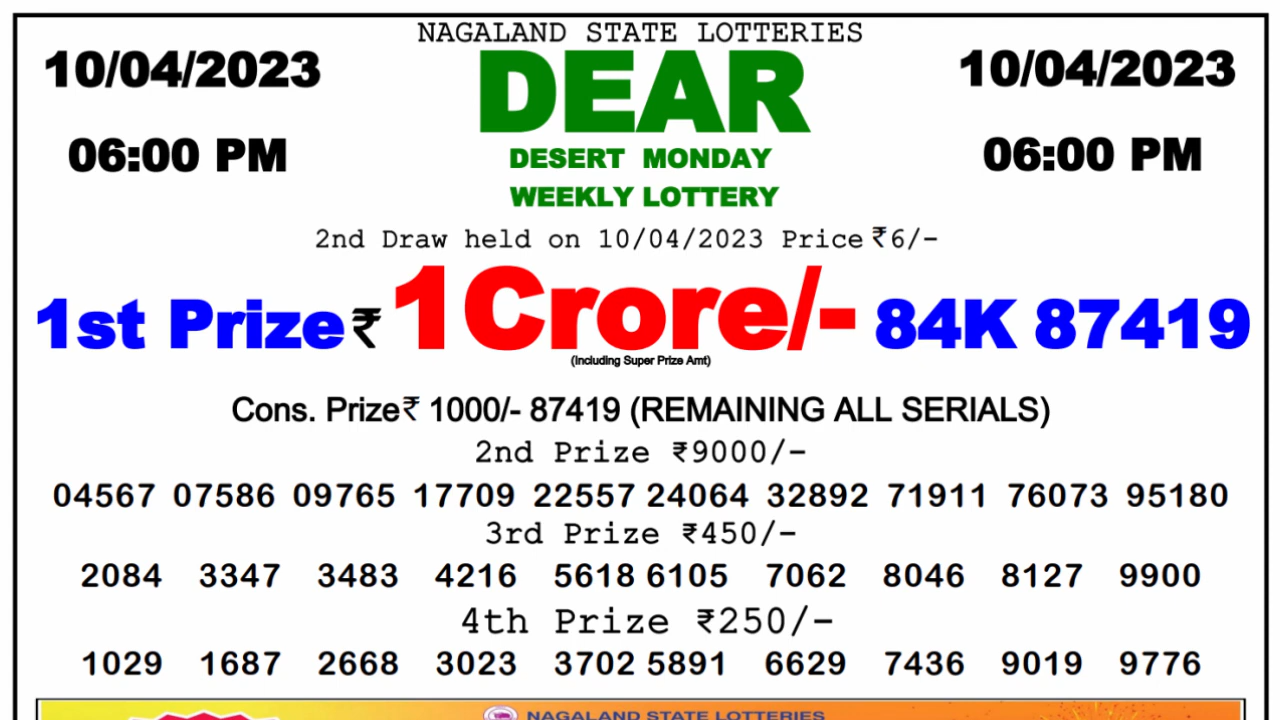 NAGALAND STATE LOTTERIES
10/04/2023 DEAR 10/04/2023
06:00 PM DESERT MONDAY 06:00 PM
WEEKLY LOTTERY
2nd Draw held on 10/04/2023 Price ₹6/-
1st Prize ₹ 1Crore/- 84K 87419
(Including Super Prize Amt)
Cons. Prize ₹ 1000/- 87419 (REMAINING ALL SERIALS)
2nd Prize ₹9000/-
04567 07586 09765 17709 22557 24064 32892 71911 76073 95180
3rd Prize ₹450/-
2084 3347 3483 4216 5618 6105 7062 8046 8127 9900
4th Prize ₹250/-
1029 1687 2668 3023 3702 5891 6629 7436 9019 9776
NAGALAND STATE LOTTERIES